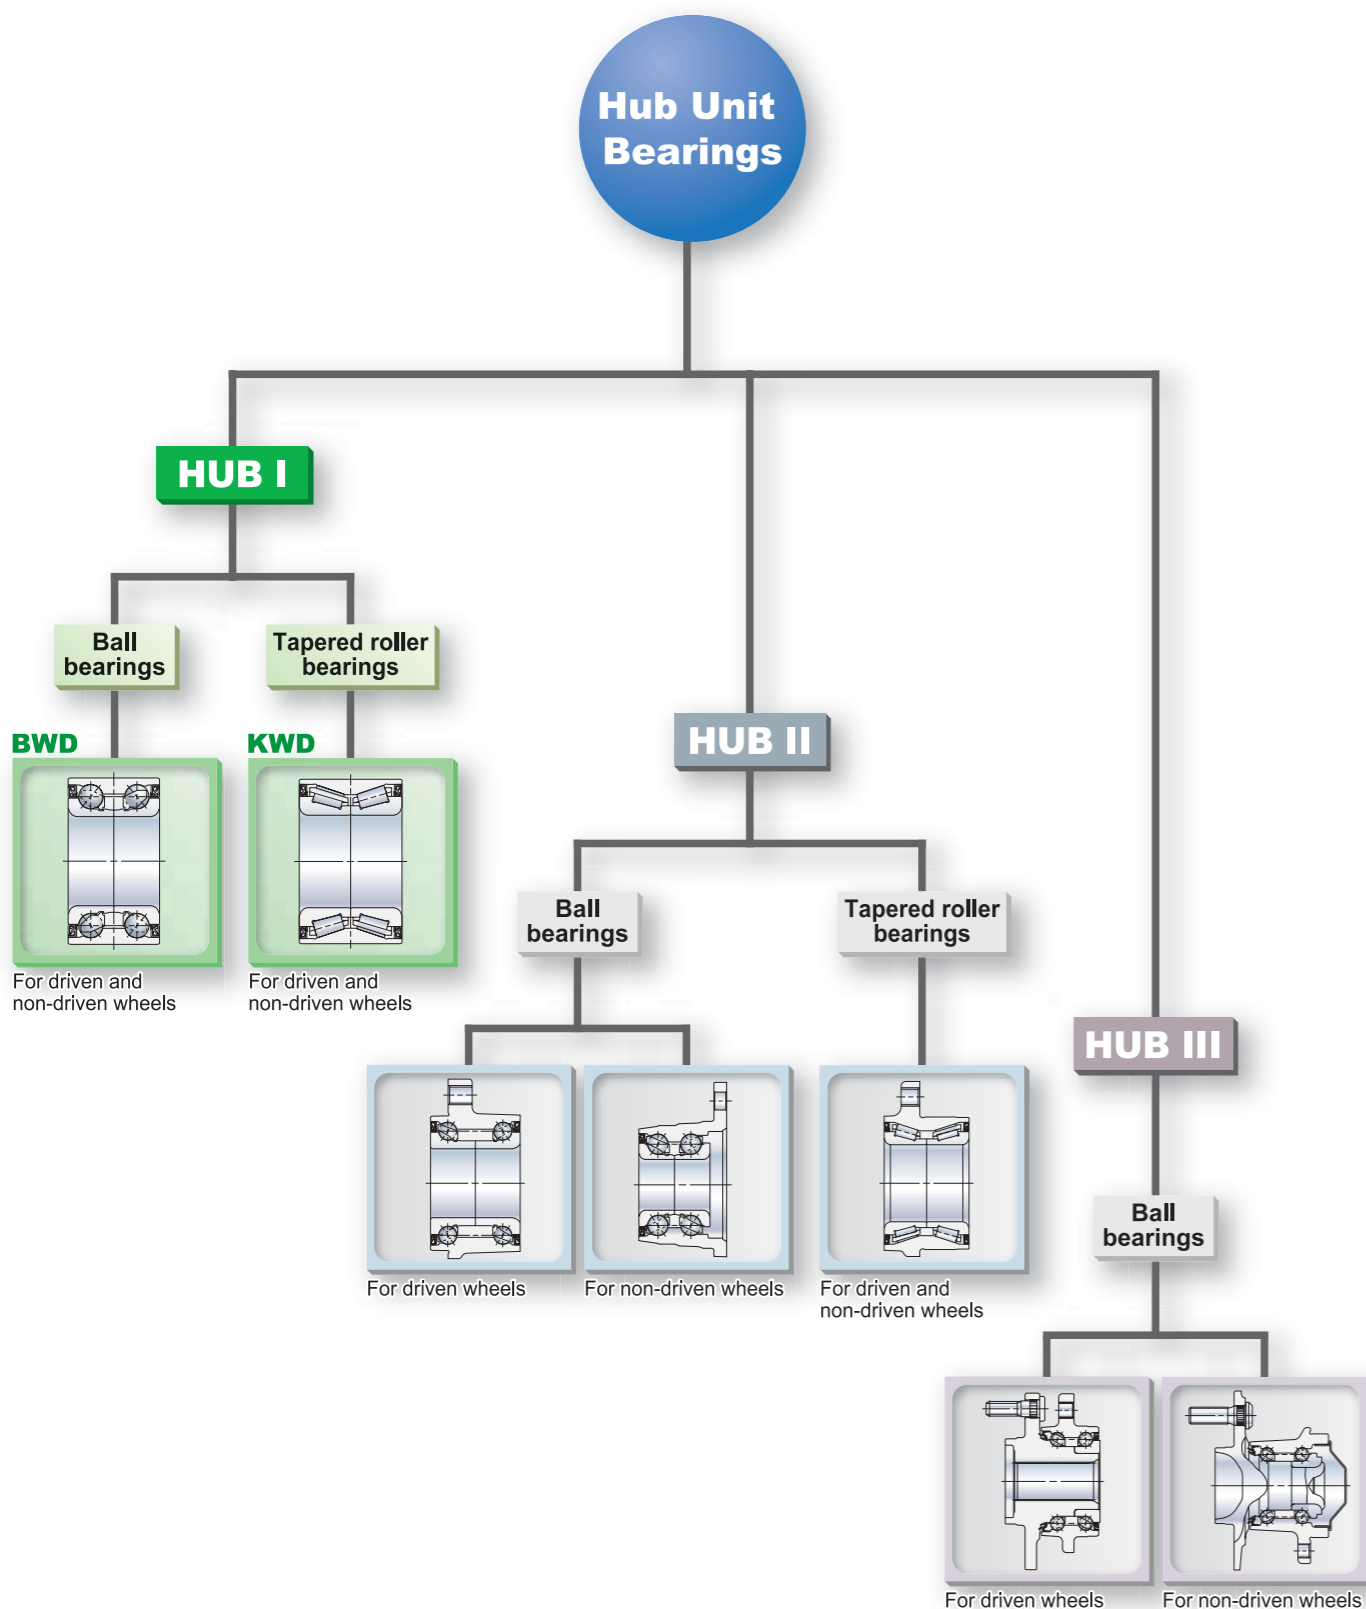 Hub Unit
Bearings
HUB I
Ball
bearings
Tapered roller
bearings
BWD
KWD
For driven and
non-driven wheels
For driven and
non-driven wheels
HUB II
Ball
bearings
Tapered roller
bearings
For driven wheels
For non-driven wheels
For driven and
non-driven wheels
HUB III
Ball
bearings
For driven wheels
For non-driven wheels